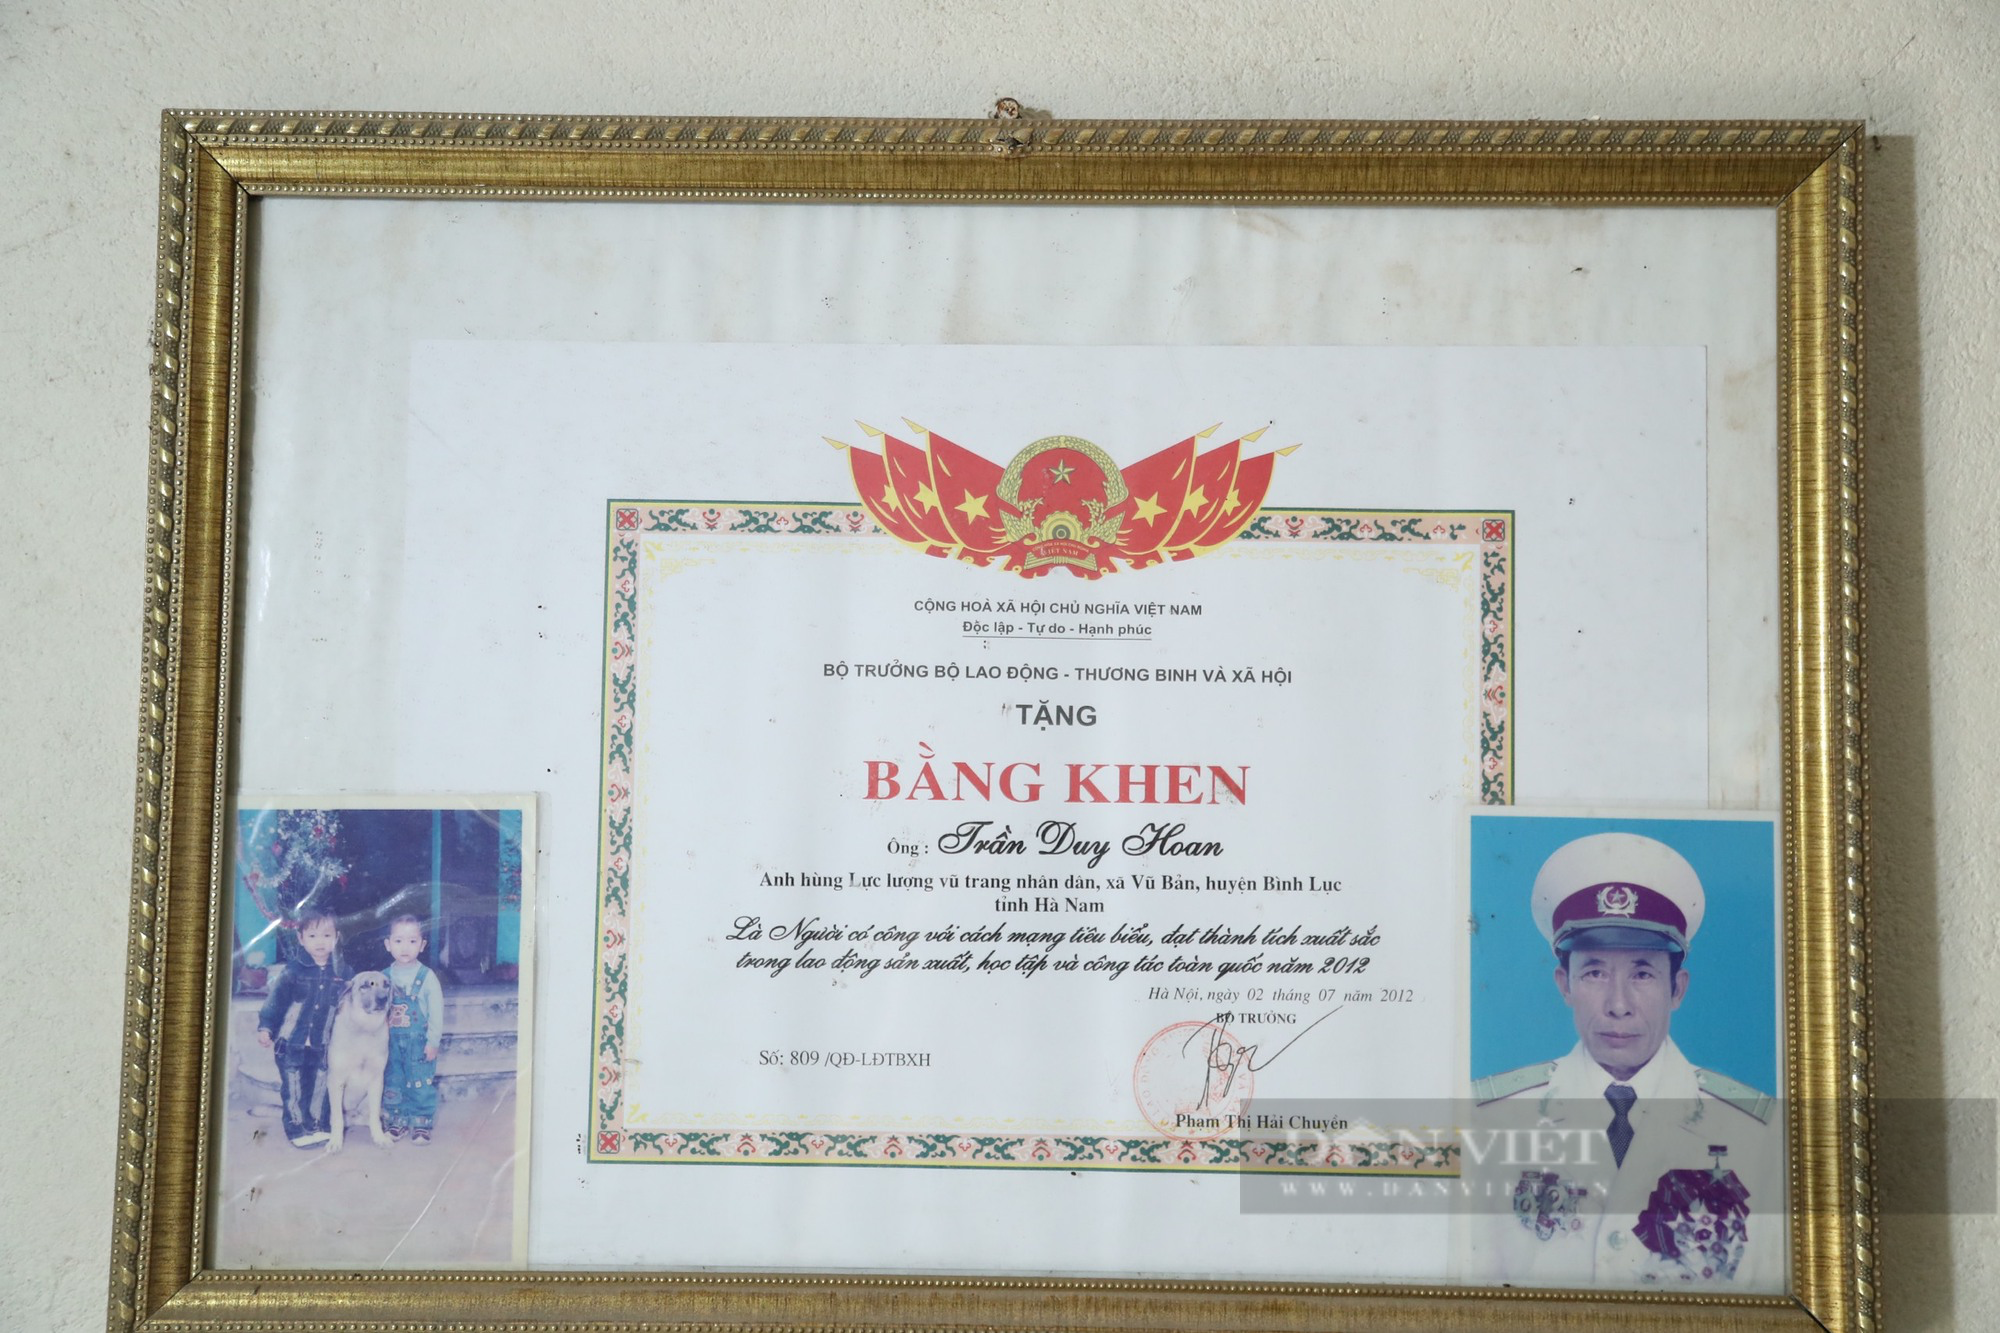 VIỆT NAM
CỘNG HOÀ XÃ HỘI CHỦ NGHĨA VIỆT NAM
Độc lập - Tự do - Hạnh phúc
BỘ TRƯỞNG BỘ LAO ĐỘNG - THƯƠNG BINH VÀ XÃ HỘI
TẶNG
BẰNG KHEN
Ông : Trần Duy Hoan
Anh hùng Lực lượng vũ trang nhân dân, xã Vũ Bản, huyện Bình Lục
tỉnh Hà Nam
Là Người có công với cách mạng tiêu biểu, đạt thành tích xuất sắc
trong lao động sản xuất, học tập và công tác toàn quốc năm 2012
Hà Nội, ngày 02 tháng 07 năm 2012
BỘ TRƯỞNG
Số: 809 /QĐ-LĐTBXH
Phạm Thị Hải Chuyền
DÂN VIỆT
WWW.DANVIET.VN